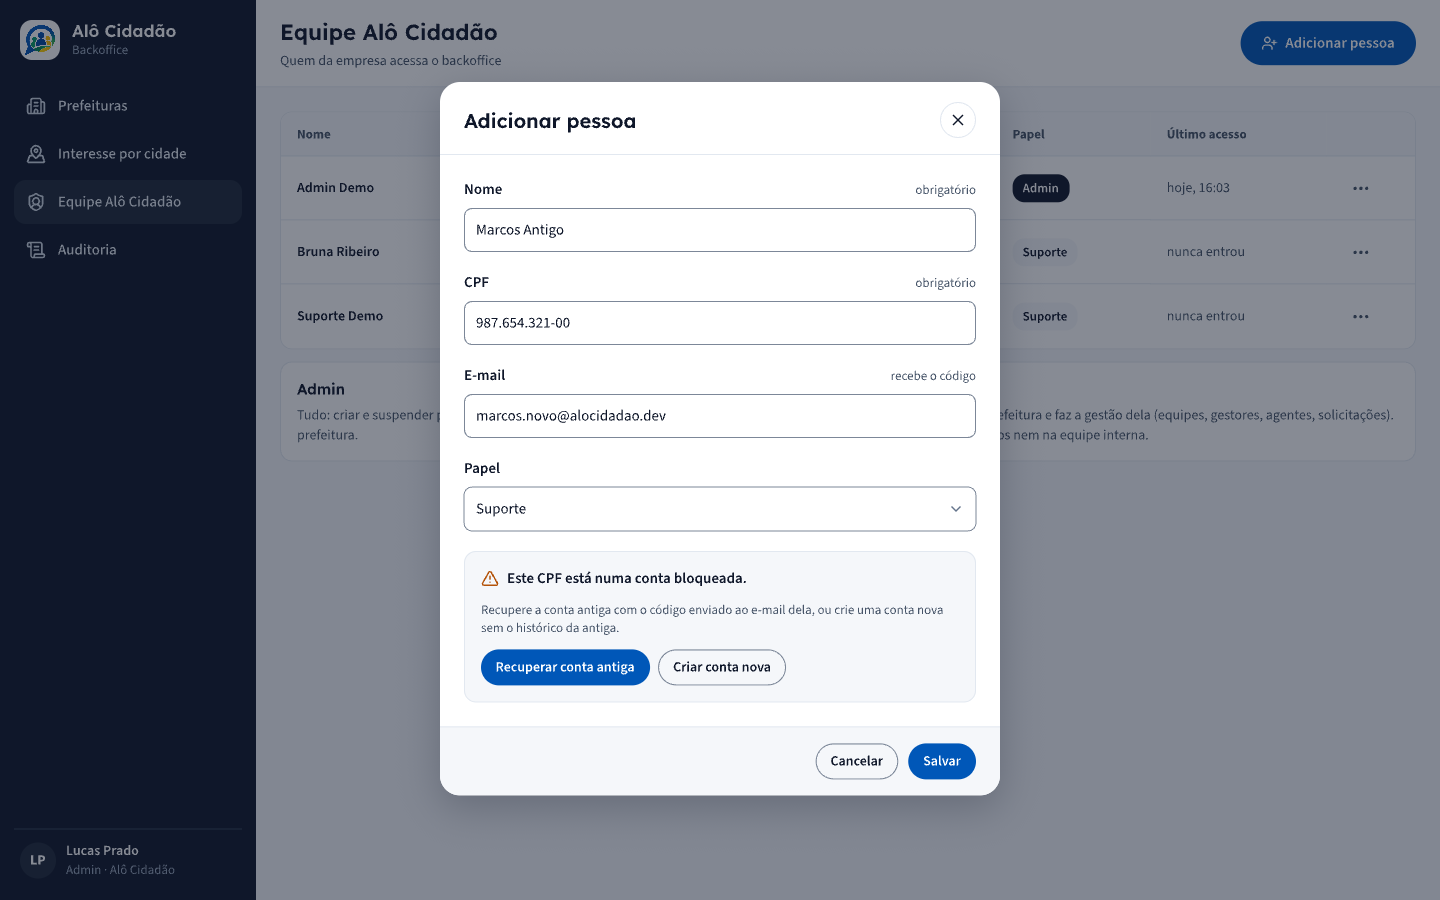 Alô Cidadão
Backoffice
Prefeituras
Interesse por cidade
Equipe Alô Cidadão
Auditoria
LP
Lucas Prado
Admin · Alô Cidadão
Equipe Alô Cidadão
Quem da empresa acessa o backoffice
Adicionar pessoa
Nome
Papel
Último acesso
Admin Demo
Admin
hoje, 16:03
Bruna Ribeiro
Suporte
nunca entrou
Suporte Demo
Suporte
nunca entrou
Admin
Tudo: criar e suspender
prefeitura.
efeitura e faz a gestão dela (equipes, gestores, agentes, solicitações).
os nem na equipe interna.
Adicionar pessoa
Nome
obrigatório
Marcos Antigo
CPF
obrigatório
987.654.321-00
E-mail
recebe o código
marcos.novo@alocidadao.dev
Papel
Suporte
Este CPF está numa conta bloqueada.
Recupere a conta antiga com o código enviado ao e-mail dela, ou crie uma conta nova
sem o histórico da antiga.
Recuperar conta antiga
Criar conta nova
Cancelar
Salvar